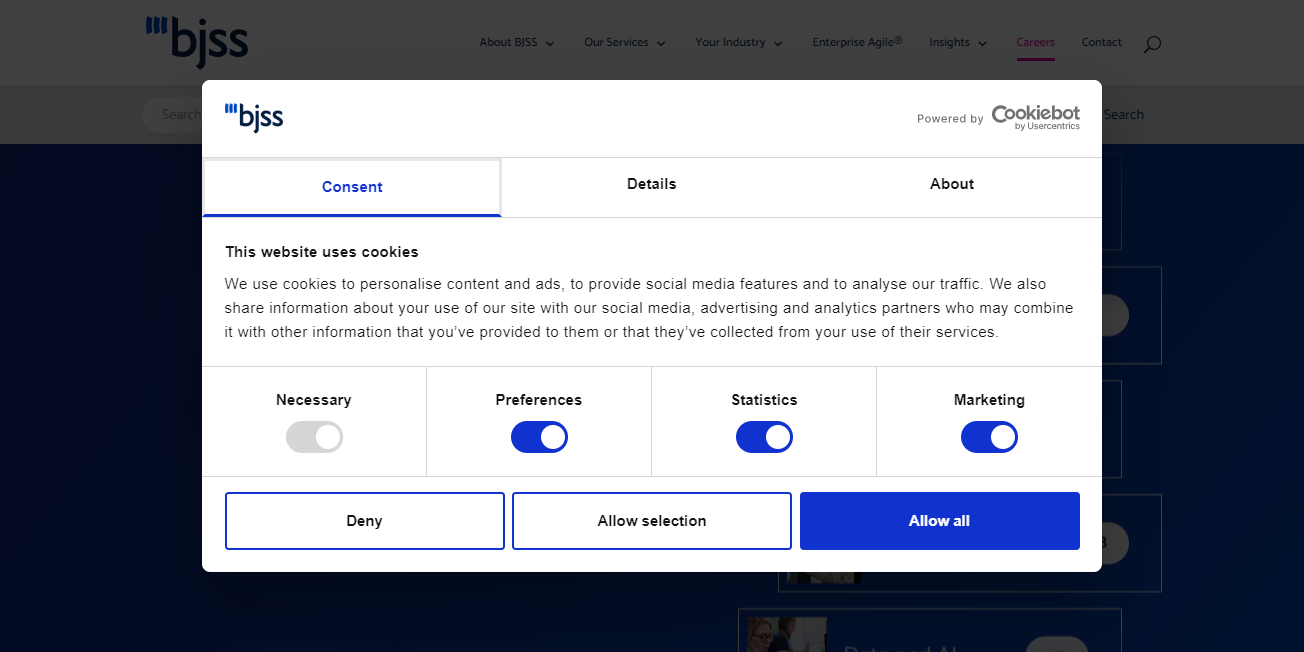 bjss
About BJSS
Our Services
Your Industry
Enterprise Agile®
Insights
Careers
Contact
Search
Search
bjss
Powered by Cookiebot
by Usercentrics
Consent
Details
About
This website uses cookies
We use cookies to personalise content and ads, to provide social media features and to analyse our traffic. We also
share information about your use of our site with our social media, advertising and analytics partners who may combine
it with other information that you've provided to them or that they've collected from your use of their services.
Necessary
Preferences
Statistics
Marketing
Deny
Allow selection
Allow all
Data and AI